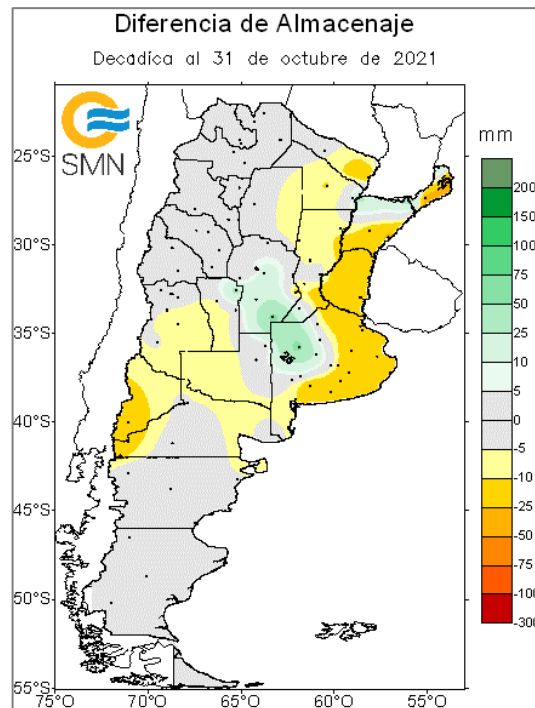 Diferencia de Almacenaje
Decádica al 31 de octubre de 2021
SMN
mm
200
150
100
75
50
25
10
5
0
-5
-10
-25
-50
-75
-100
-300
25°S
30°S
35°S
40°S
45°S
50°S
55°S
75°O
70°O
65°O
60°O
55°O